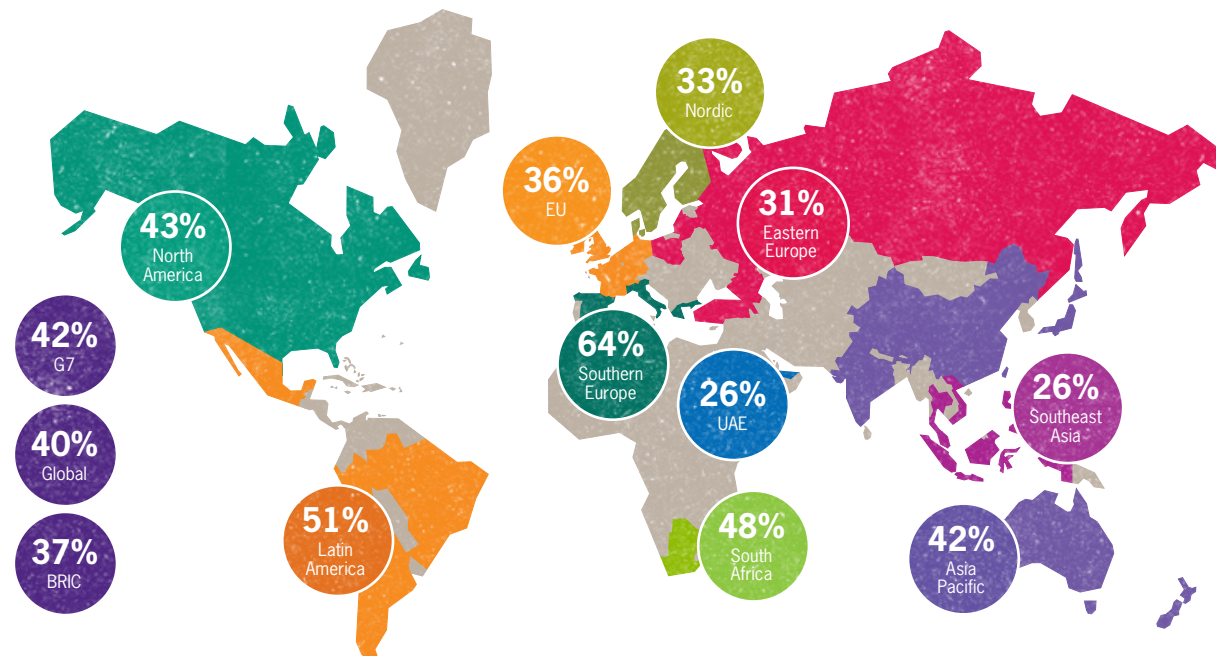 33%
Nordic
36%
EU
31%
Eastern
Europe
43%
North
America
42%
G7
64%
Southern
Europe
26%
UAE
26%
Southeast
Asia
40%
Global
51%
Latin
America
48%
South
Africa
42%
Asia
Pacific
37%
BRIC